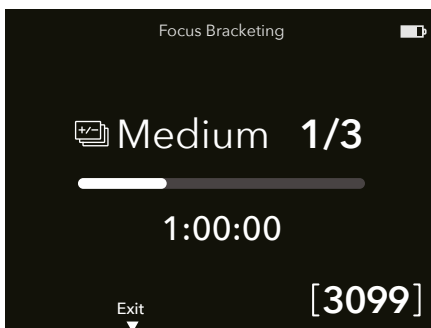 Focus Bracketing
+/- Medium 1/3
1:00:00
Exit [3099]